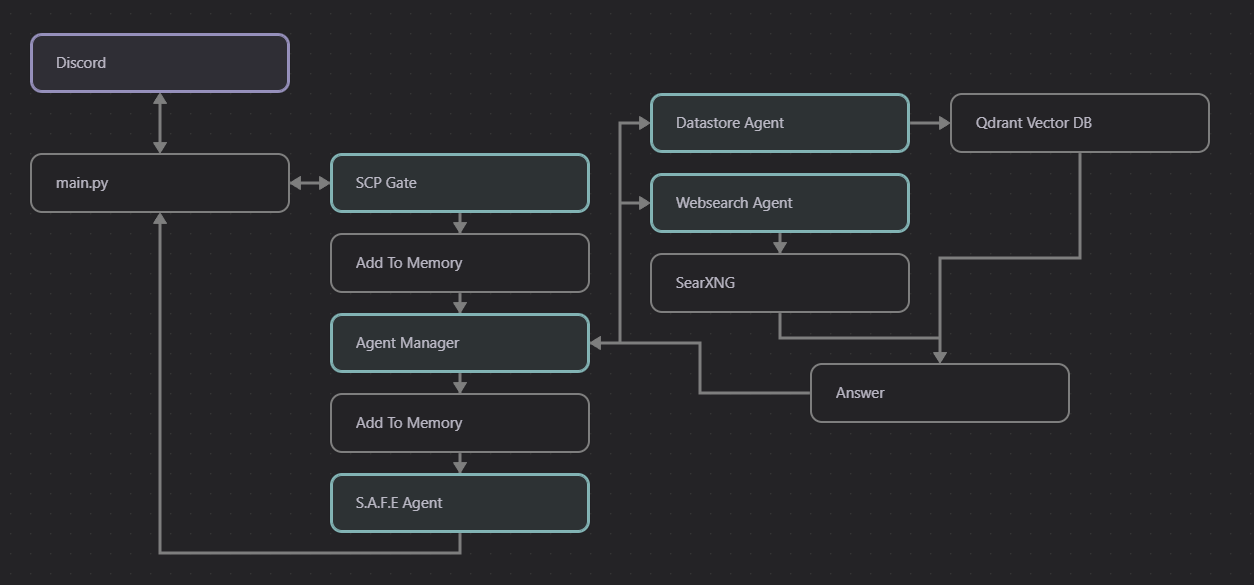 Discord
main.py
SCP Gate
Add To Memory
Agent Manager
Add To Memory
S.A.F.E Agent
Datastore Agent
Qdrant Vector DB
Websearch Agent
SearXNG
Answer